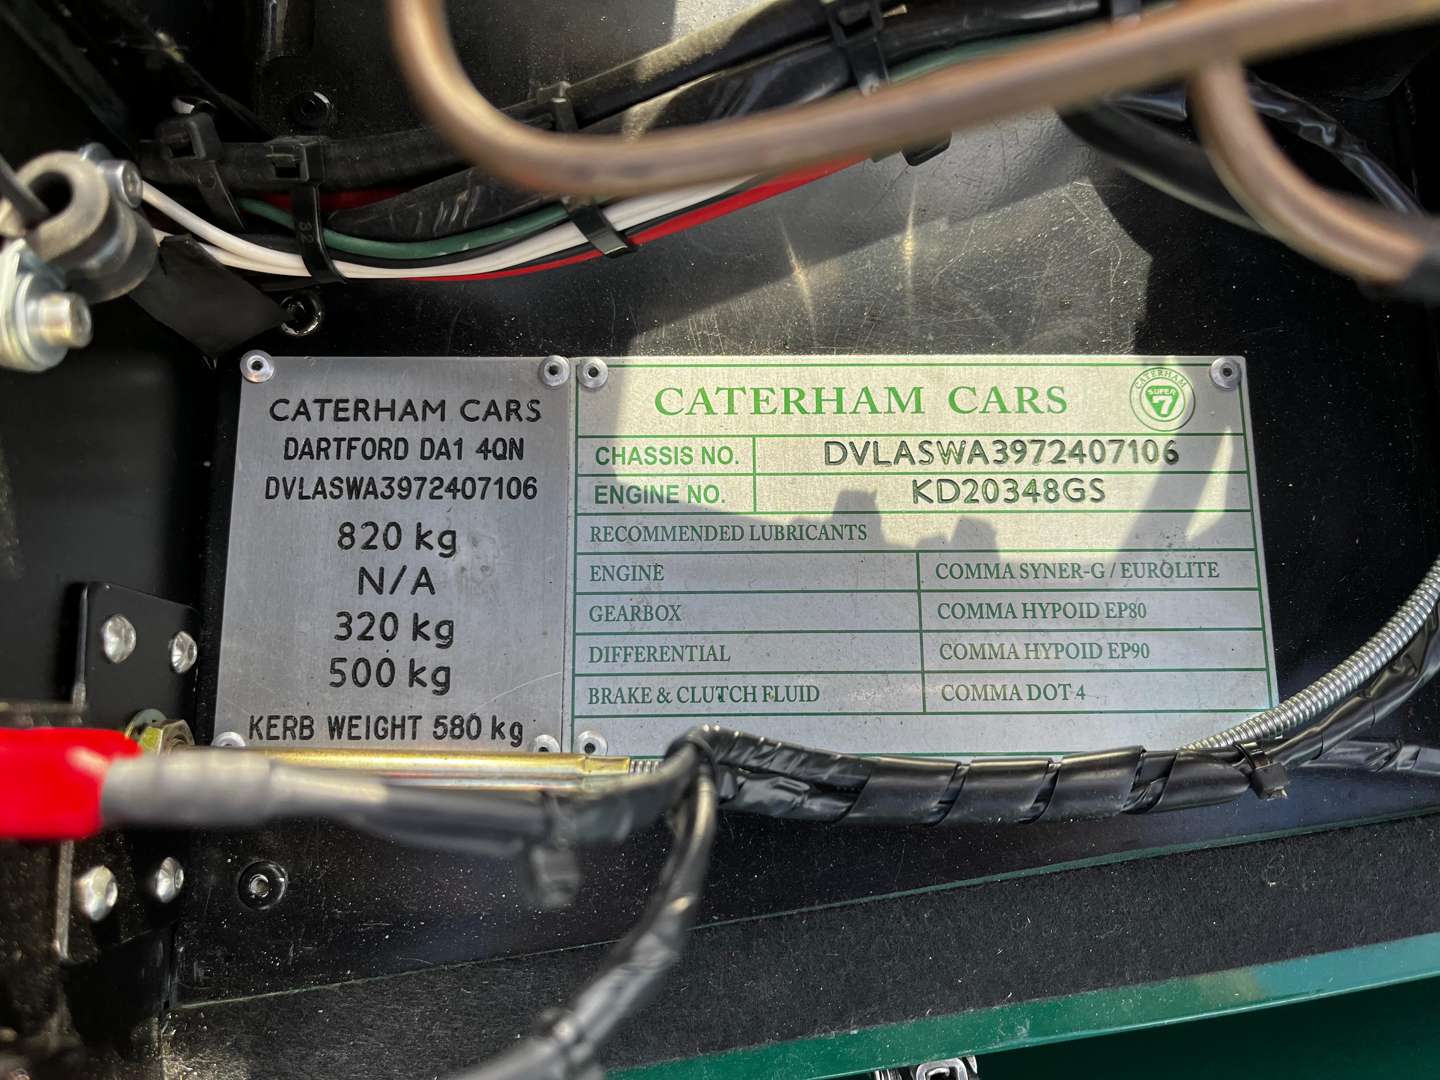 CATERHAM CARS
DARTFORD DA1 4QN
DVLASWA3972407106
820 kg
N/A
320 kg
500 kg
KERB WEIGHT 580 kg
CATERHAM CARS
CATERHAM
SUPER
7
CHASSIS NO. DVLASWA3972407106
ENGINE NO. KD20348GS
RECOMMENDED LUBRICANTS
ENGINE COMMA SYNER-G / EUROLITE
GEARBOX COMMA HYPOID EP80
DIFFERENTIAL COMMA HYPOID EP90
BRAKE & CLUTCH FLUID COMMA DOT 4